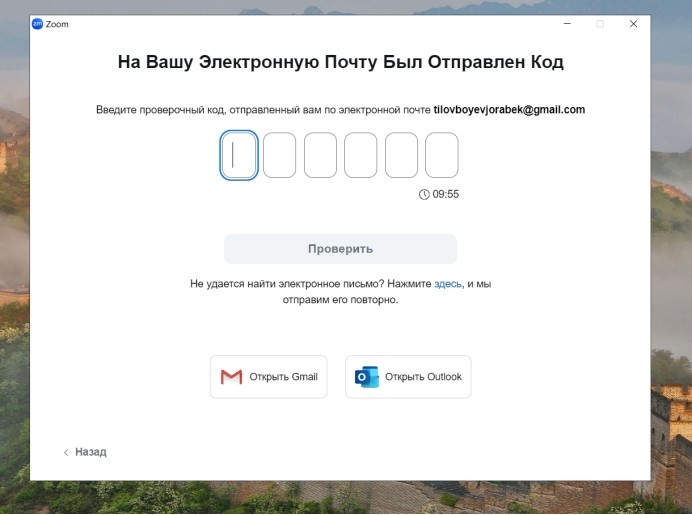 zm Zoom
На Вашу Электронную Почту Был Отправлен Код
Введите проверочный код, отправленный вам по электронной почте tilovboyevjorabek@gmail.com
09:55
Проверить
Не удается найти электронное письмо? Нажмите здесь, и мы
отправим его повторно.
Открыть Gmail
Открыть Outlook
Назад